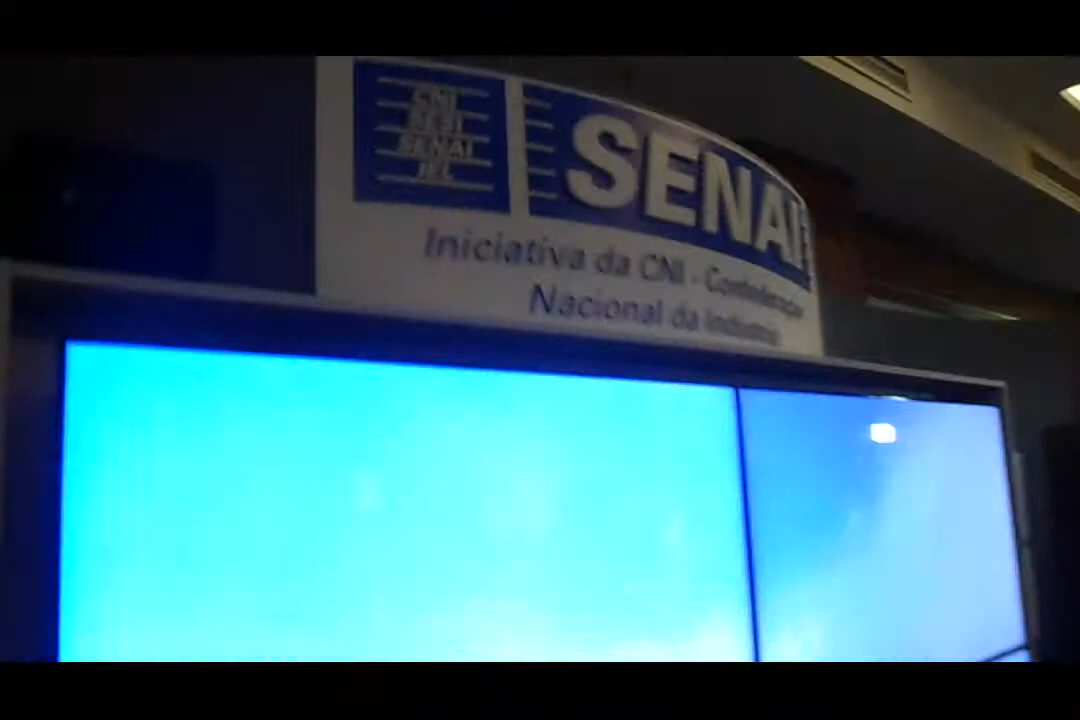 CNI
SESI
SENAI
IEL
SENAI
Iniciativa da CNI - Confederação
Nacional da Indústria